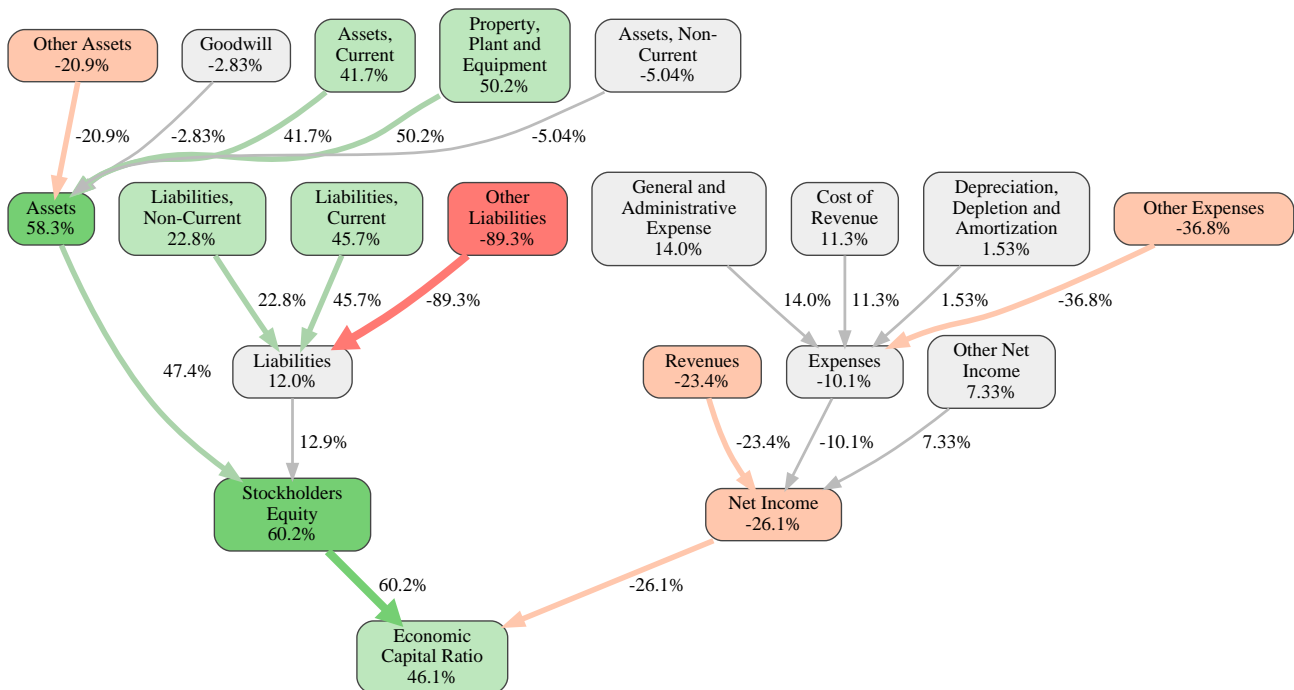 Other Assets
-20.9%
Goodwill
-2.83%
Assets,
Current
41.7%
Property,
Plant and
Equipment
50.2%
Assets, Non-
Current
-5.04%
-20.9%
-2.83%
41.7%
50.2%
-5.04%
Assets
58.3%
Liabilities,
Non-Current
22.8%
Liabilities,
Current
45.7%
Other
Liabilities
-89.3%
General and
Administrative
Expense
14.0%
Cost of
Revenue
11.3%
Depreciation,
Depletion and
Amortization
1.53%
Other Expenses
-36.8%
22.8%
45.7%
-89.3%
14.0%
11.3%
1.53%
-36.8%
47.4%
Liabilities
12.0%
Revenues
-23.4%
Expenses
-10.1%
Other Net
Income
7.33%
12.9%
-23.4%
-10.1%
7.33%
Stockholders
Equity
60.2%
Net Income
-26.1%
60.2%
-26.1%
Economic
Capital Ratio
46.1%